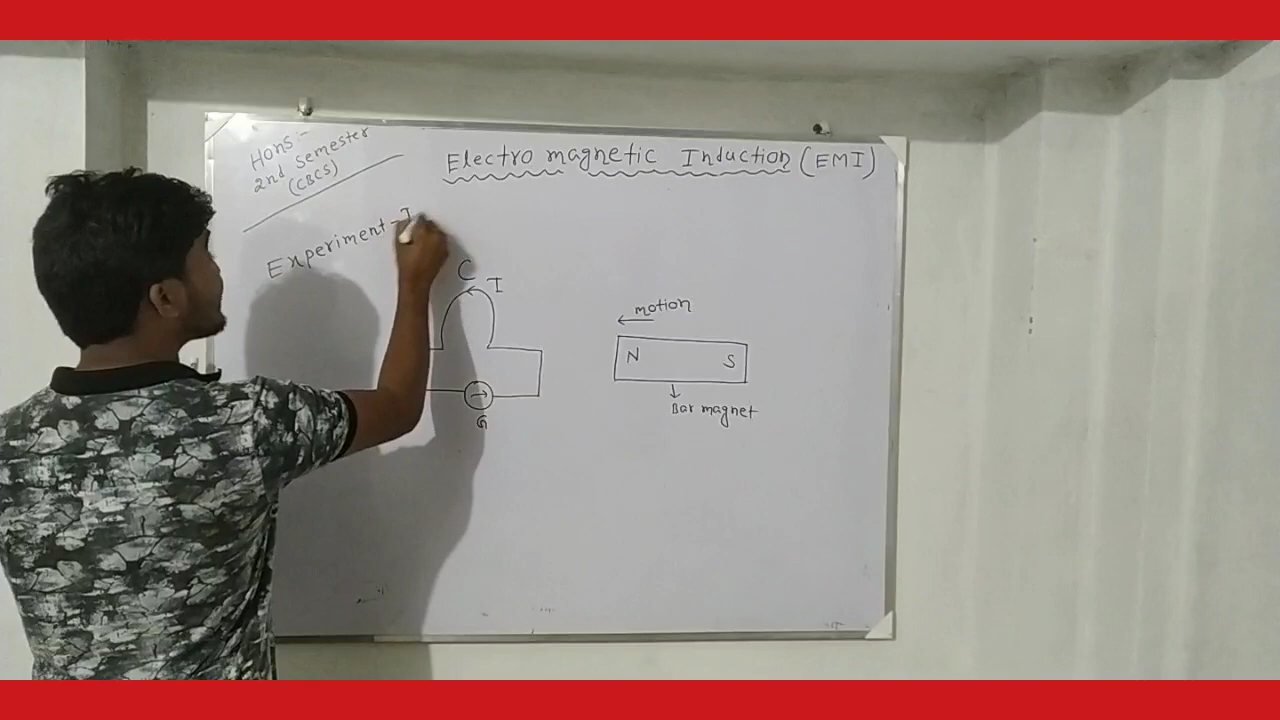 Hons:-
2nd semester
(CBCS)
Electro magnetic Induction (EMI)
Experiment - I
C
I
motion
N S
Bar magnet
G